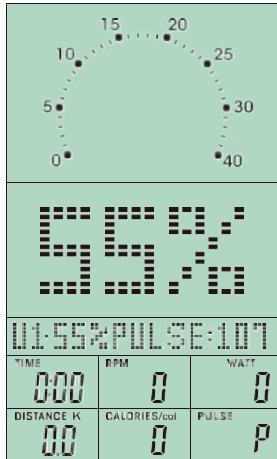 15 20
10 25
5 30
0 40
55%
U1-55%PULSE:107
TIME RPM WATT
0:00 0 0
DISTANCE K CALORIES/cal PULSE
0.0 0 P